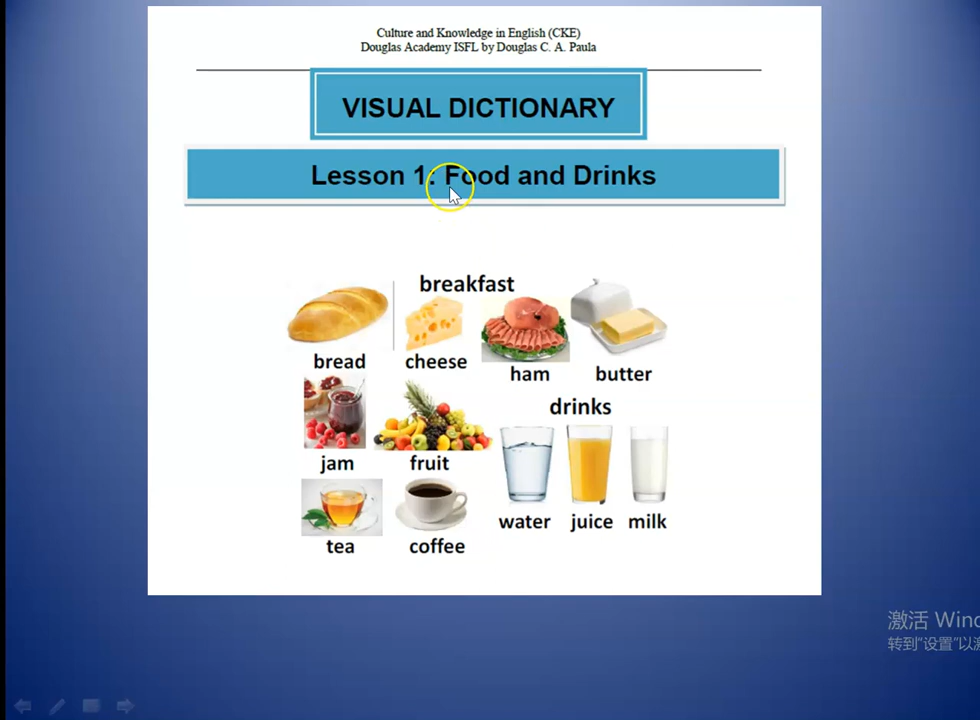 Culture and Knowledge in English (CKE)
Douglas Academy ISFL by Douglas C. A. Paula
VISUAL DICTIONARY
Lesson 1: Food and Drinks
breakfast
bread
cheese
ham
butter
drinks
jam
fruit
water
juice
milk
tea
coffee
激活 Wind
转到"设置"以激